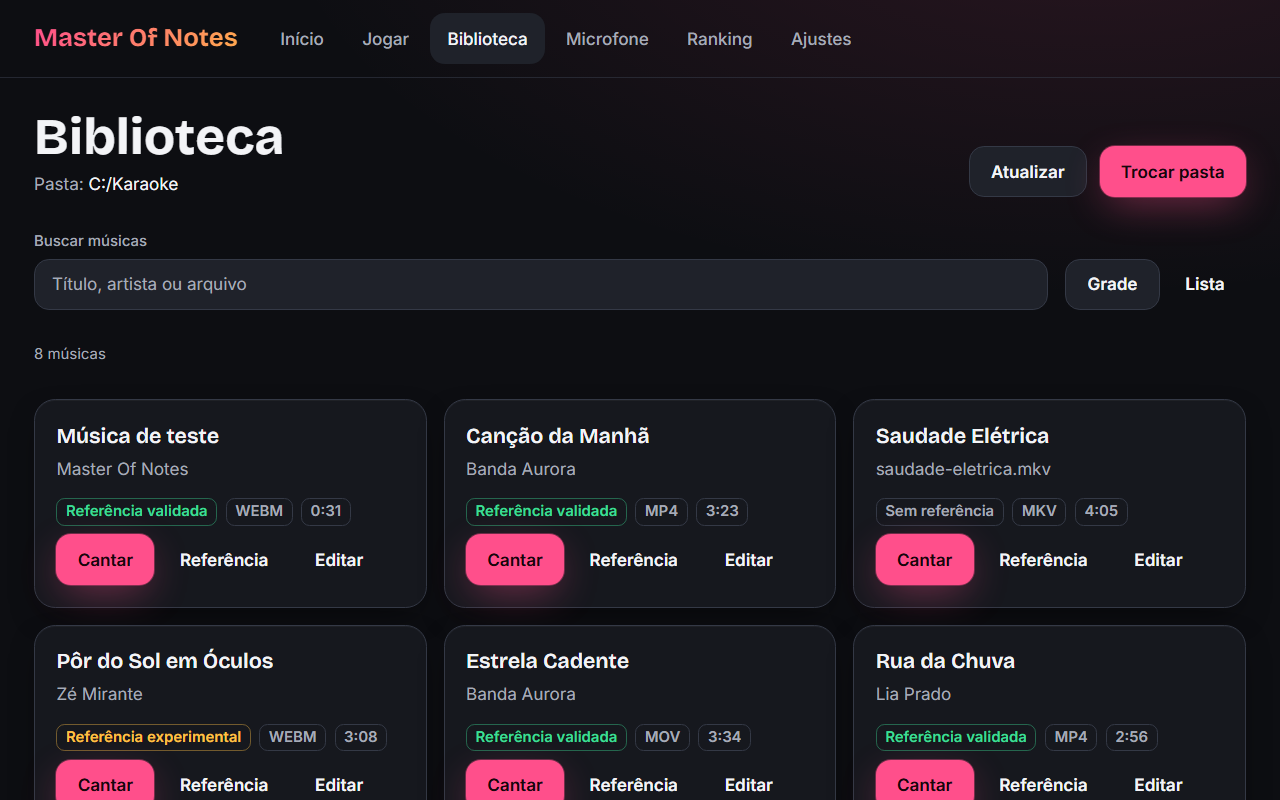 Master Of Notes Início Jogar Biblioteca Microfone Ranking Ajustes
Biblioteca
Pasta: C:/Karaoke
Atualizar Trocar pasta
Buscar músicas
Título, artista ou arquivo Grade Lista
8 músicas
Música de teste
Master Of Notes
Referência validada WEBM 0:31
Cantar Referência Editar
Canção da Manhã
Banda Aurora
Referência validada MP4 3:23
Cantar Referência Editar
Saudade Elétrica
saudade-eletrica.mkv
Sem referência MKV 4:05
Cantar Referência Editar
Pôr do Sol em Óculos
Zé Mirante
Referência experimental WEBM 3:08
Cantar Referência Editar
Estrela Cadente
Banda Aurora
Referência validada MOV 3:34
Cantar Referência Editar
Rua da Chuva
Lia Prado
Referência validada MP4 2:56
Cantar Referência Editar